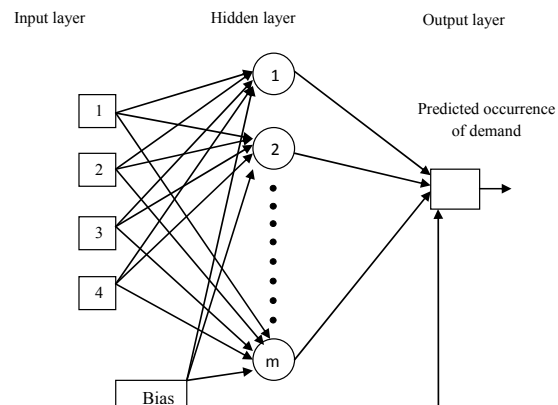 Input layer
Hidden layer
Output layer
1
2
3
4
1
2
m
Predicted occurrence
of demand
Bias